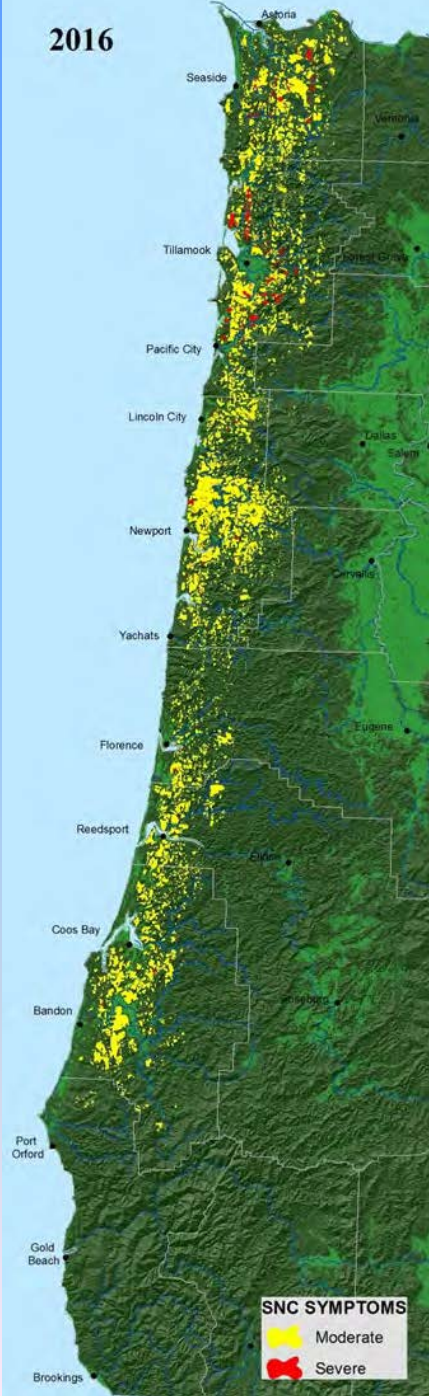 2016
Astoria
Seaside
Vernonia
Tillamook
Forest Grove
Pacific City
Lincoln City
Dallas
Salem
Newport
Corvallis
Yachats
Eugene
Florence
Reedsport
Elkton
Coos Bay
Roseburg
Bandon
Port
Orford
Gold
Beach
SNC SYMPTOMS
Moderate
Severe
Brookings